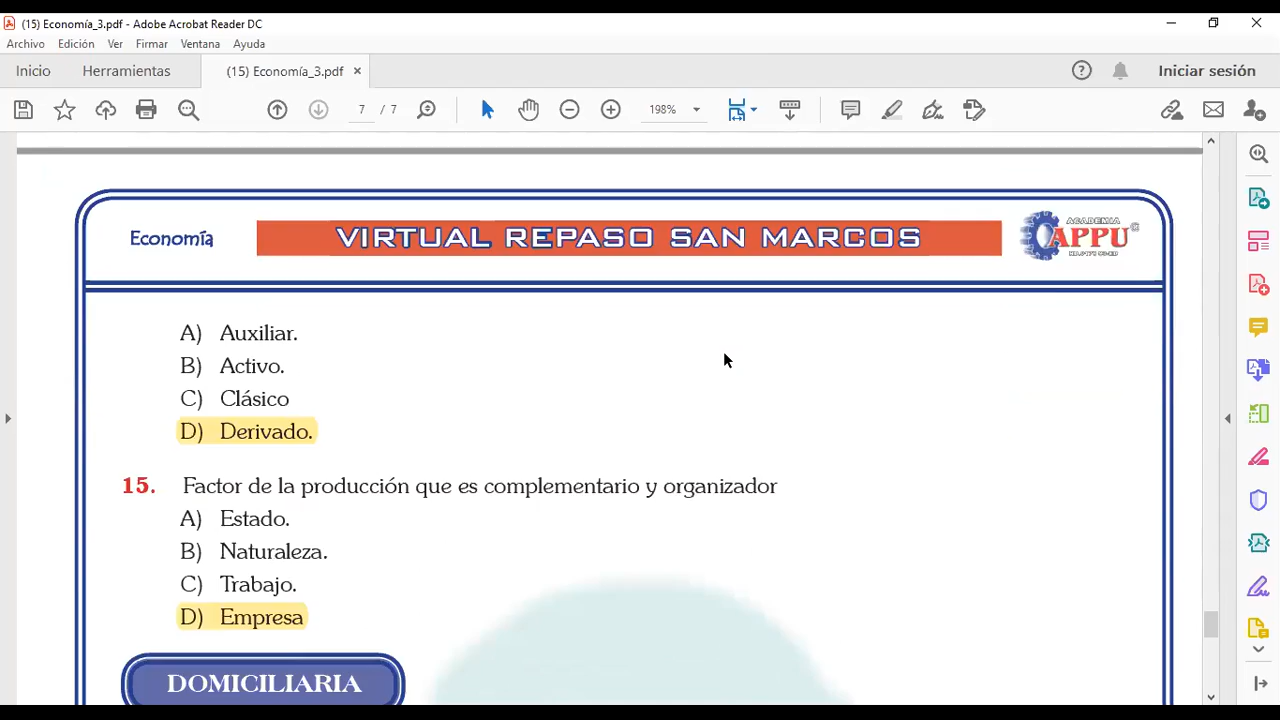 (15) Economía_3.pdf - Adobe Acrobat Reader DC
Archivo Edición Ver Firmar Ventana Ayuda
Inicio Herramientas (15) Economía_3.pdf × Iniciar sesión
7 / 7 198%
Economía VIRTUAL REPASO SAN MARCOS ACADEMIA APPU ©
A) Auxiliar.
B) Activo.
C) Clásico
D) Derivado.
15. Factor de la producción que es complementario y organizador
A) Estado.
B) Naturaleza.
C) Trabajo.
D) Empresa
DOMICILIARIA